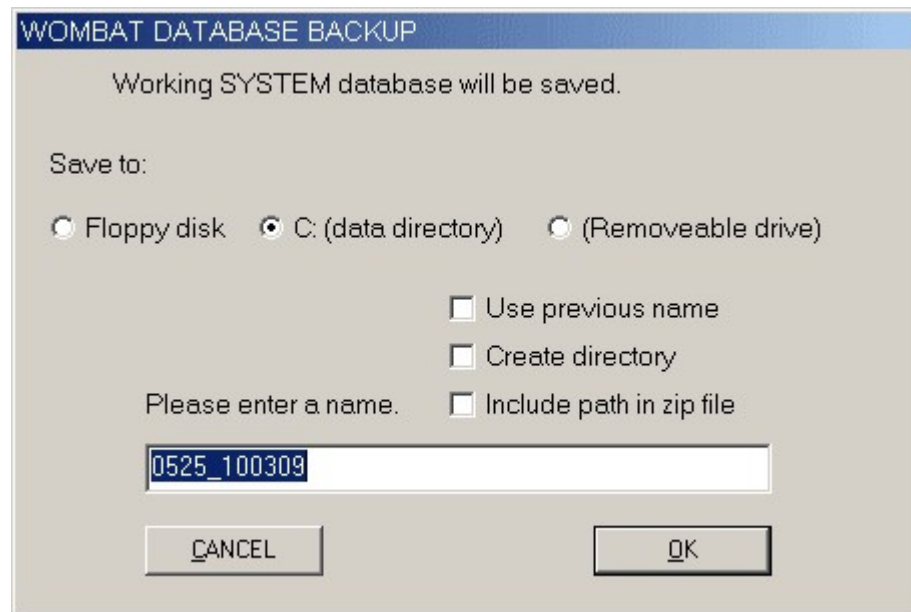 WOMBAT DATABASE BACKUP
Working SYSTEM database will be saved.
Save to:
Floppy disk C: (data directory) (Removeable drive)
Use previous name
Create directory
Please enter a name. Include path in zip file
0525_100309
CANCEL OK